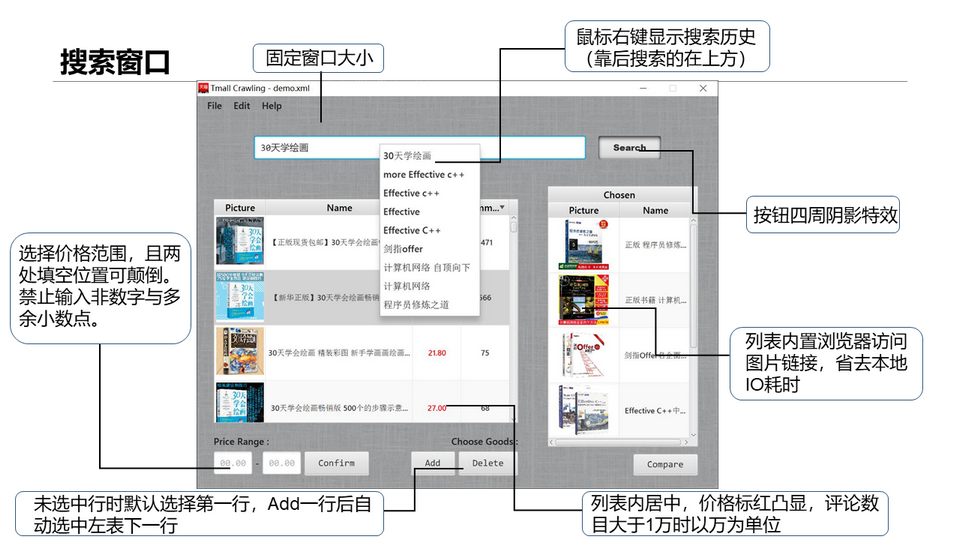 搜索窗口
固定窗口大小
鼠标右键显示搜索历史
（靠后搜索的在上方）
Tmall Crawling - demo.xml
File Edit Help
30天学绘画
Search
30天学绘画
more Effective c++
Effective c++
Effective
Effective C++
剑指offer
计算机网络 自顶向下
计算机网络
程序员修炼之道
Picture Name
【正版现货包邮】30天学会绘画
471
【新华正版】30天学会绘画畅销
566
30天学会绘画 精装彩图 新手学画画绘画... 21.80 75
30天学会绘画畅销版 500个的步骤示意... 27.00 68
Chosen
Picture Name
正版 程序员修炼...
正版书籍 计算机...
剑指Offer
Effective C++中...
Price Range :
00.00 - 00.00 Confirm
Choose Goods:
Add Delete
Compare
按钮四周阴影特效
选择价格范围，且两
处填空位置可颠倒。
禁止输入非数字与多
余小数点。
列表内置浏览器访问
图片链接，省去本地
IO耗时
未选中行时默认选择第一行，Add一行后自
动选中左表下一行
列表内居中，价格标红凸显，评论数
目大于1万时以万为单位